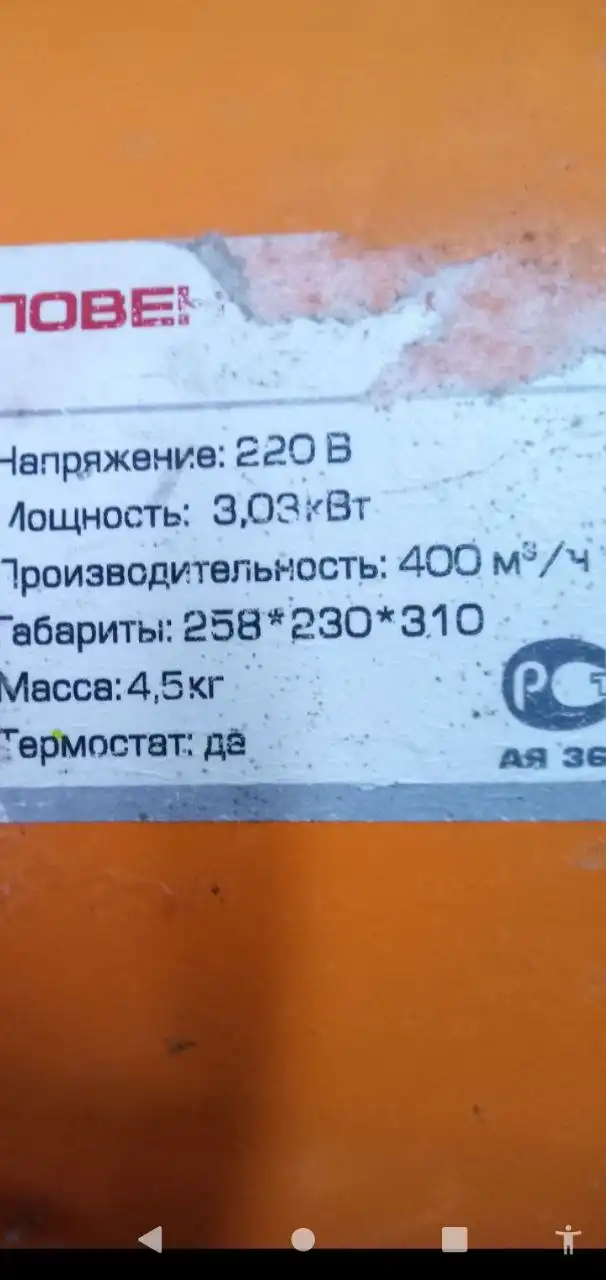 Напряжение: 220 В
Мощность: 3,03кВт
Производительность: 400 м³/ч
Габариты: 258*230*310
Масса: 4,5кг
Термостат: да
РСТ
АЯ 36